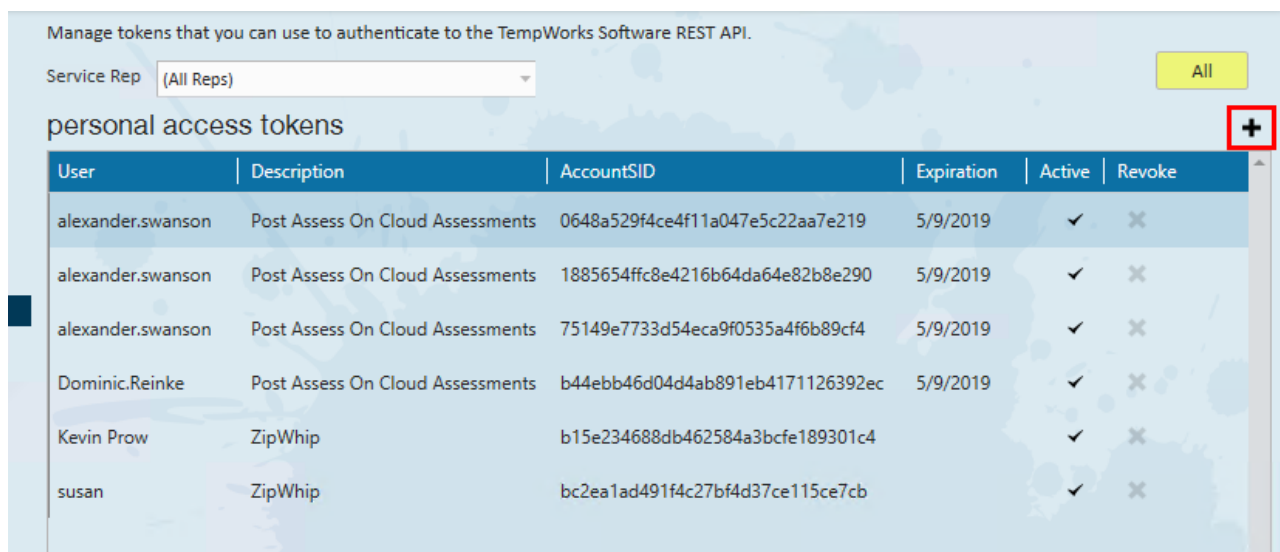 Manage tokens that you can use to authenticate to the TempWorks Software REST API.
Service Rep (All Reps) All
personal access tokens
User Description AccountSID Expiration Active Revoke
alexander.swanson Post Assess On Cloud Assessments 0648a529f4ce4f11a047e5c22aa7e219 5/9/2019
alexander.swanson Post Assess On Cloud Assessments 1885654ffc8e4216b64da64e82b8e290 5/9/2019
alexander.swanson Post Assess On Cloud Assessments 75149e7733d54eca9f0535a4f6b89cf4 5/9/2019
Dominic.Reinke Post Assess On Cloud Assessments b44ebb46d04d4ab891eb4171126392ec 5/9/2019
Kevin Prow ZipWhip b15e234688db462584a3bcfe189301c4
susan ZipWhip bc2ea1ad491f4c27bf4d37ce115ce7cb